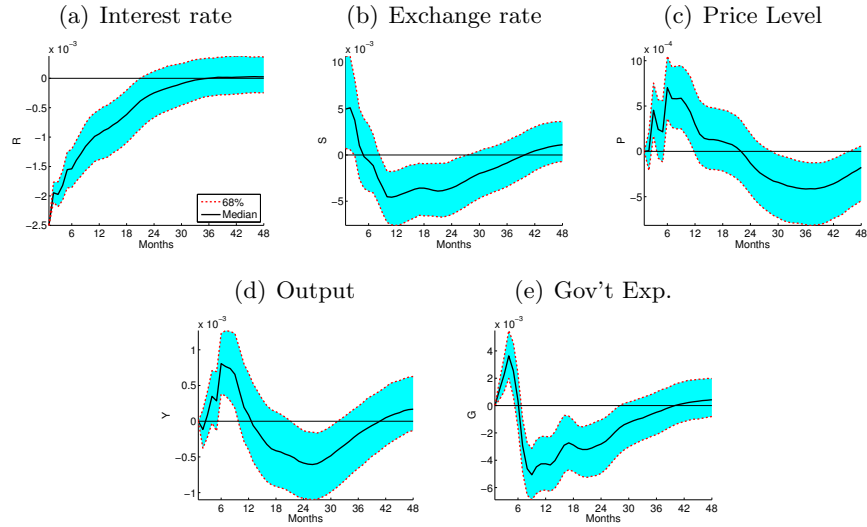 (a) Interest rate
(b) Exchange rate
(c) Price Level
x 10⁻³
0
−0.5
−1
−1.5
−2
−2.5
R
6 12 18 24 30 36 42 48
Months
68%
Median
x 10⁻³
10
5
0
−5
S
6 12 18 24 30 36 42 48
Months
x 10⁻⁴
10
5
0
−5
P
6 12 18 24 30 36 42 48
Months
(d) Output
(e) Gov't Exp.
x 10⁻³
1
0.5
0
−0.5
−1
Y
6 12 18 24 30 36 42 48
Months
x 10⁻³
4
2
0
−2
−4
−6
G
6 12 18 24 30 36 42 48
Months